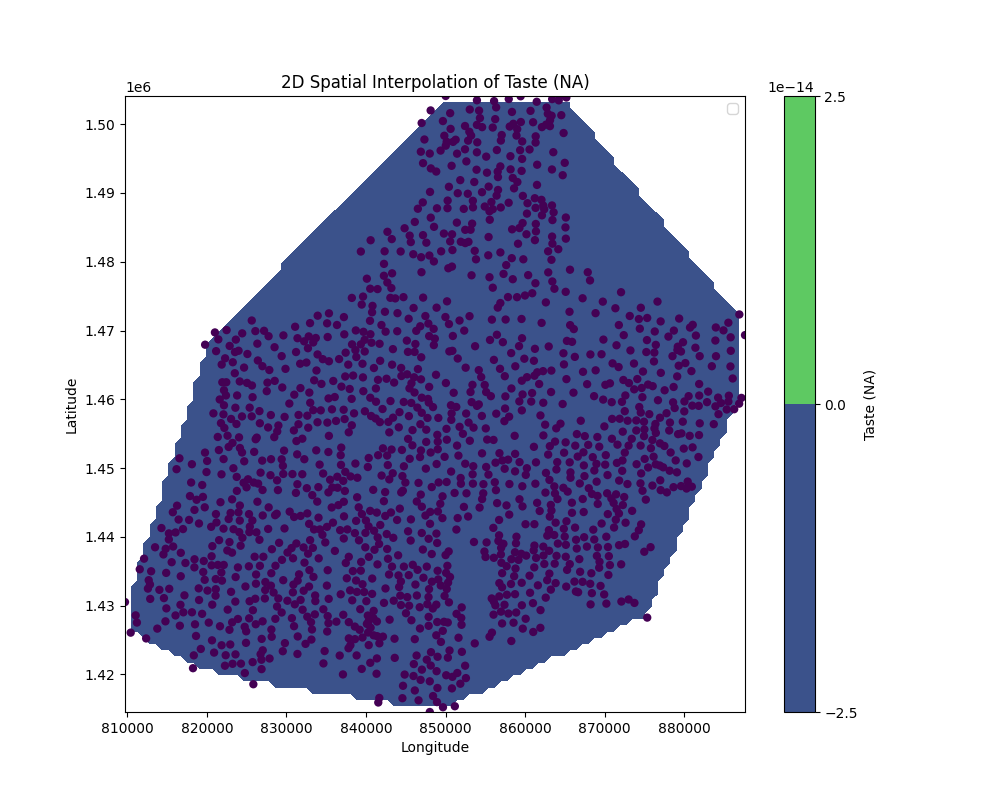 2D Spatial Interpolation of Taste (NA)
1e6
1e−14
1.50
1.49
1.48
1.47
1.46
1.45
1.44
1.43
1.42
Latitude
810000 820000 830000 840000 850000 860000 870000 880000
Longitude
2.5
0.0
−2.5
Taste (NA)